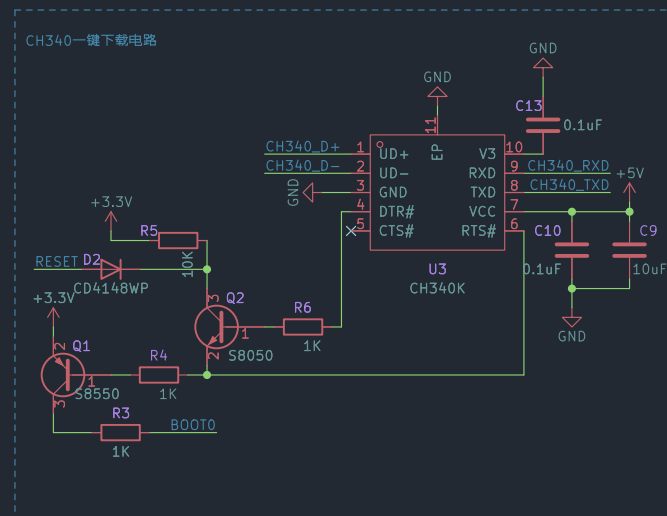 CH340一键下载电路
GND
GND
C13
0.1uF
11
EP
CH340_D+
1
UD+
V3
10
CH340_D-
2
UD-
RXD
9
CH340_RXD
GND
3
GND
TXD
8
CH340_TXD
+5V
4
DTR#
VCC
7
5
CTS#
RTS#
6
+3.3V
R5
10K
C10
0.1uF
C9
10uF
RESET
D2
CD4148WP
U3
CH340K
+3.3V
3
Q2
R6
1
1K
2
S8050
GND
2
Q1
R4
1
S8550
1K
3
R3
BOOT0
1K